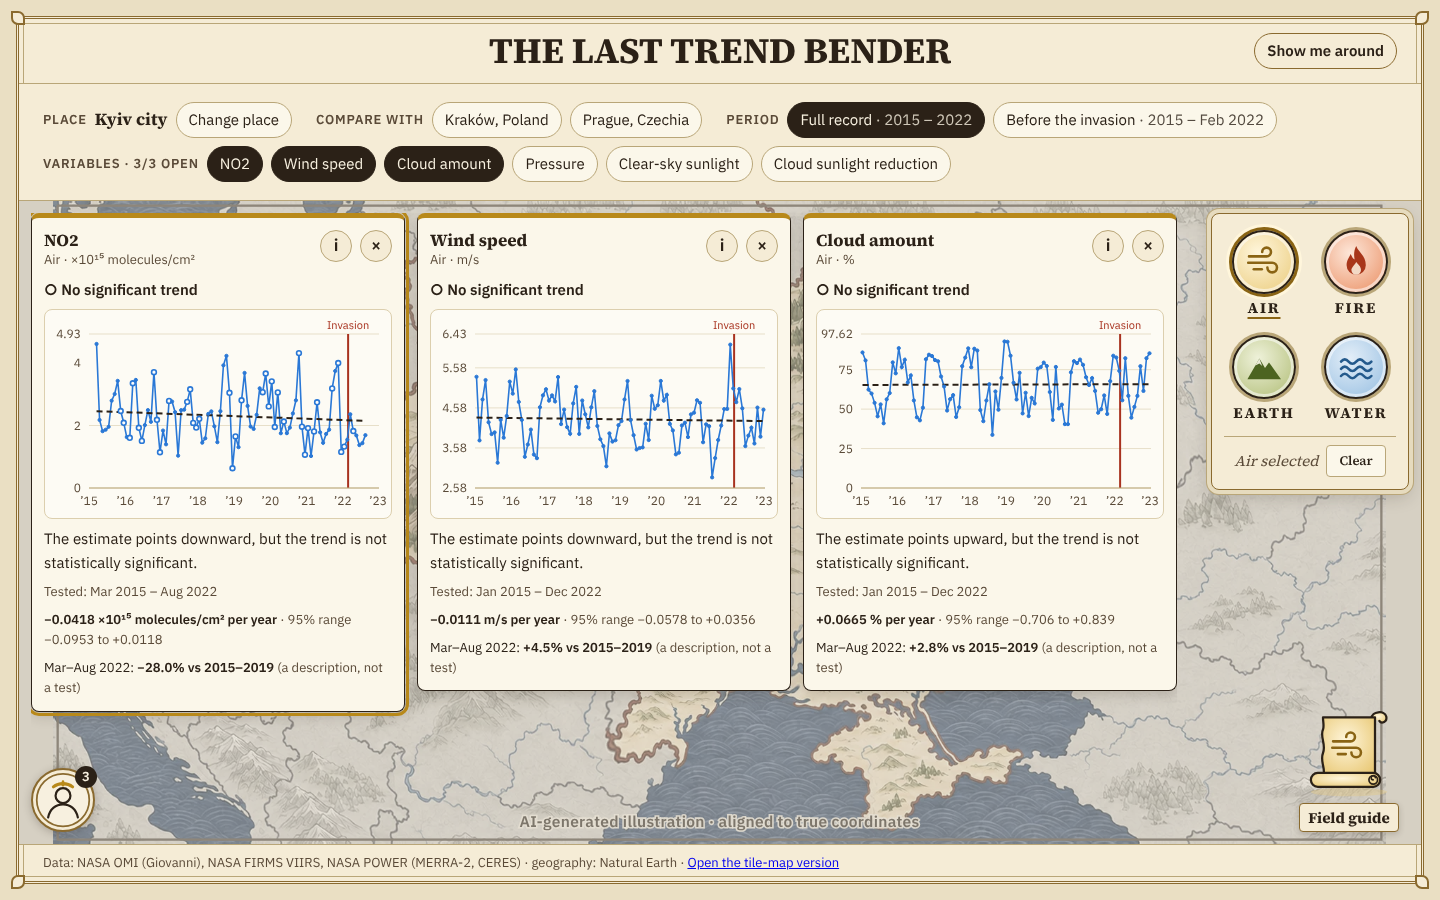 THE LAST TREND BENDER
Show me around
PLACE Kyiv city Change place COMPARE WITH Kraków, Poland Prague, Czechia PERIOD Full record · 2015 – 2022 Before the invasion · 2015 – Feb 2022
VARIABLES · 3/3 OPEN NO2 Wind speed Cloud amount Pressure Clear-sky sunlight Cloud sunlight reduction
NO2 i ×
Air · ×10¹⁵ molecules/cm²
No significant trend
Invasion
4.93
4
2
0
'15 '16 '17 '18 '19 '20 '21 '22 '23
The estimate points downward, but the trend is not
statistically significant.
Tested: Mar 2015 – Aug 2022
−0.0418 ×10¹⁵ molecules/cm² per year · 95% range
−0.0953 to +0.0118
Mar–Aug 2022: −28.0% vs 2015–2019 (a description, not
a test)
Wind speed i ×
Air · m/s
No significant trend
Invasion
6.43
5.58
4.58
3.58
2.58
'15 '16 '17 '18 '19 '20 '21 '22 '23
The estimate points downward, but the trend is not
statistically significant.
Tested: Jan 2015 – Dec 2022
−0.0111 m/s per year · 95% range −0.0578 to +0.0356
Mar–Aug 2022: +4.5% vs 2015–2019 (a description, not a
test)
Cloud amount i ×
Air · %
No significant trend
Invasion
97.62
75
50
25
0
'15 '16 '17 '18 '19 '20 '21 '22 '23
The estimate points upward, but the trend is not
statistically significant.
Tested: Jan 2015 – Dec 2022
+0.0665 % per year · 95% range −0.706 to +0.839
Mar–Aug 2022: +2.8% vs 2015–2019 (a description, not a
test)
AIR FIRE
EARTH WATER
Air selected Clear
3
Field guide
AI-generated illustration · aligned to true coordinates
Data: NASA OMI (Giovanni), NASA FIRMS VIIRS, NASA POWER (MERRA-2, CERES) · geography: Natural Earth · Open the tile-map version